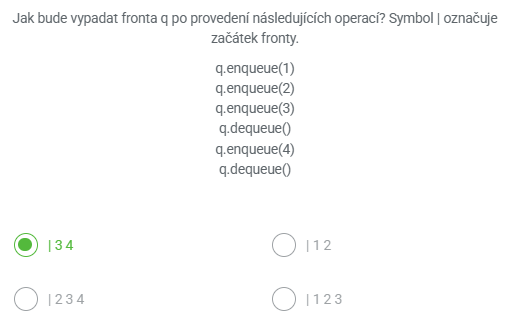 Jak bude vypadat fronta q po provedení následujících operací? Symbol | označuje
začátek fronty.
q.enqueue(1)
q.enqueue(2)
q.enqueue(3)
q.dequeue()
q.enqueue(4)
q.dequeue()
| 3 4
| 1 2
| 2 3 4
| 1 2 3